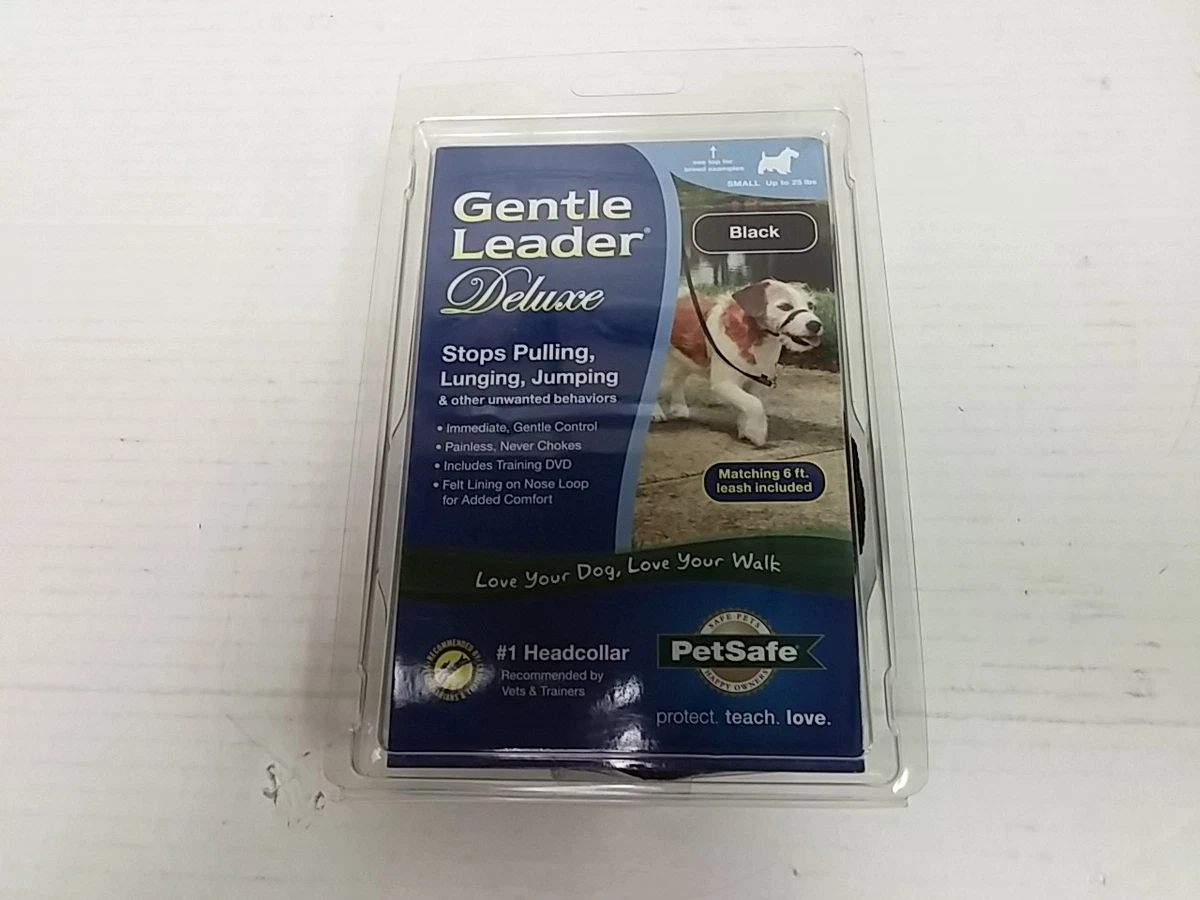 see top for
breed examples
SMALL Up to 25 lbs
Gentle
Leader®
Deluxe
Black
Stops Pulling,
Lunging, Jumping
& other unwanted behaviors
• Immediate, Gentle Control
• Painless, Never Chokes
• Includes Training DVD
• Felt Lining on Nose Loop
for Added Comfort
Matching 6 ft.
leash included
Love Your Dog, Love Your Walk
RECOMMENDED BY
#1 Headcollar
Recommended by
Vets & Trainers
SAFE PETS
PetSafe®
HAPPY OWNERS
protect. teach. love.